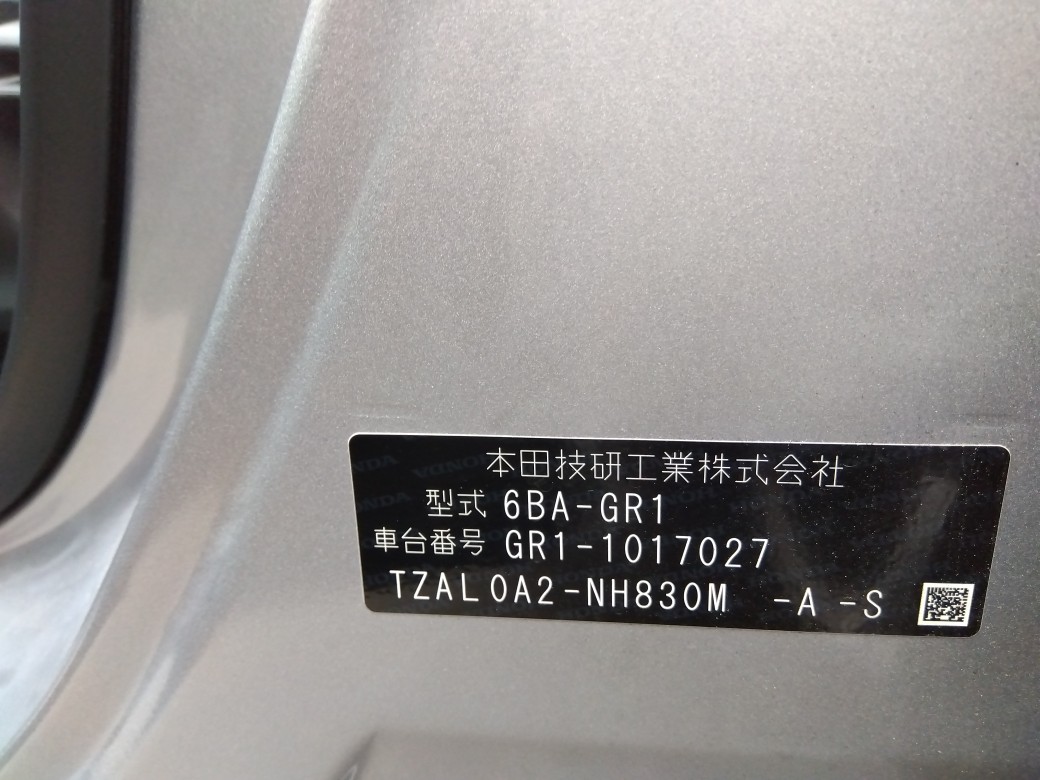 本田技研工業株式会社
型式 6BA-GR1
車台番号 GR1-1017027
TZAL0A2-NH830M -A -S